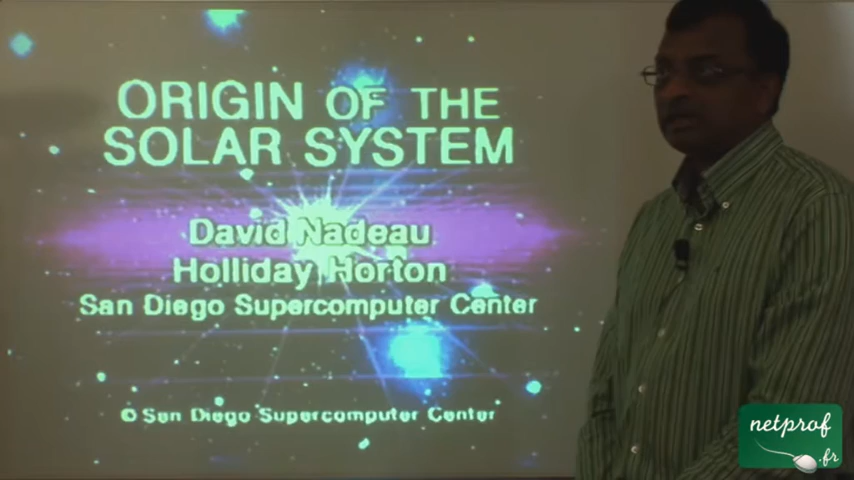 ORIGIN OF THE
SOLAR SYSTEM
David Nadeau
Holliday Horton
San Diego Supercomputer Center
© San Diego Supercomputer Center
netprof
.fr